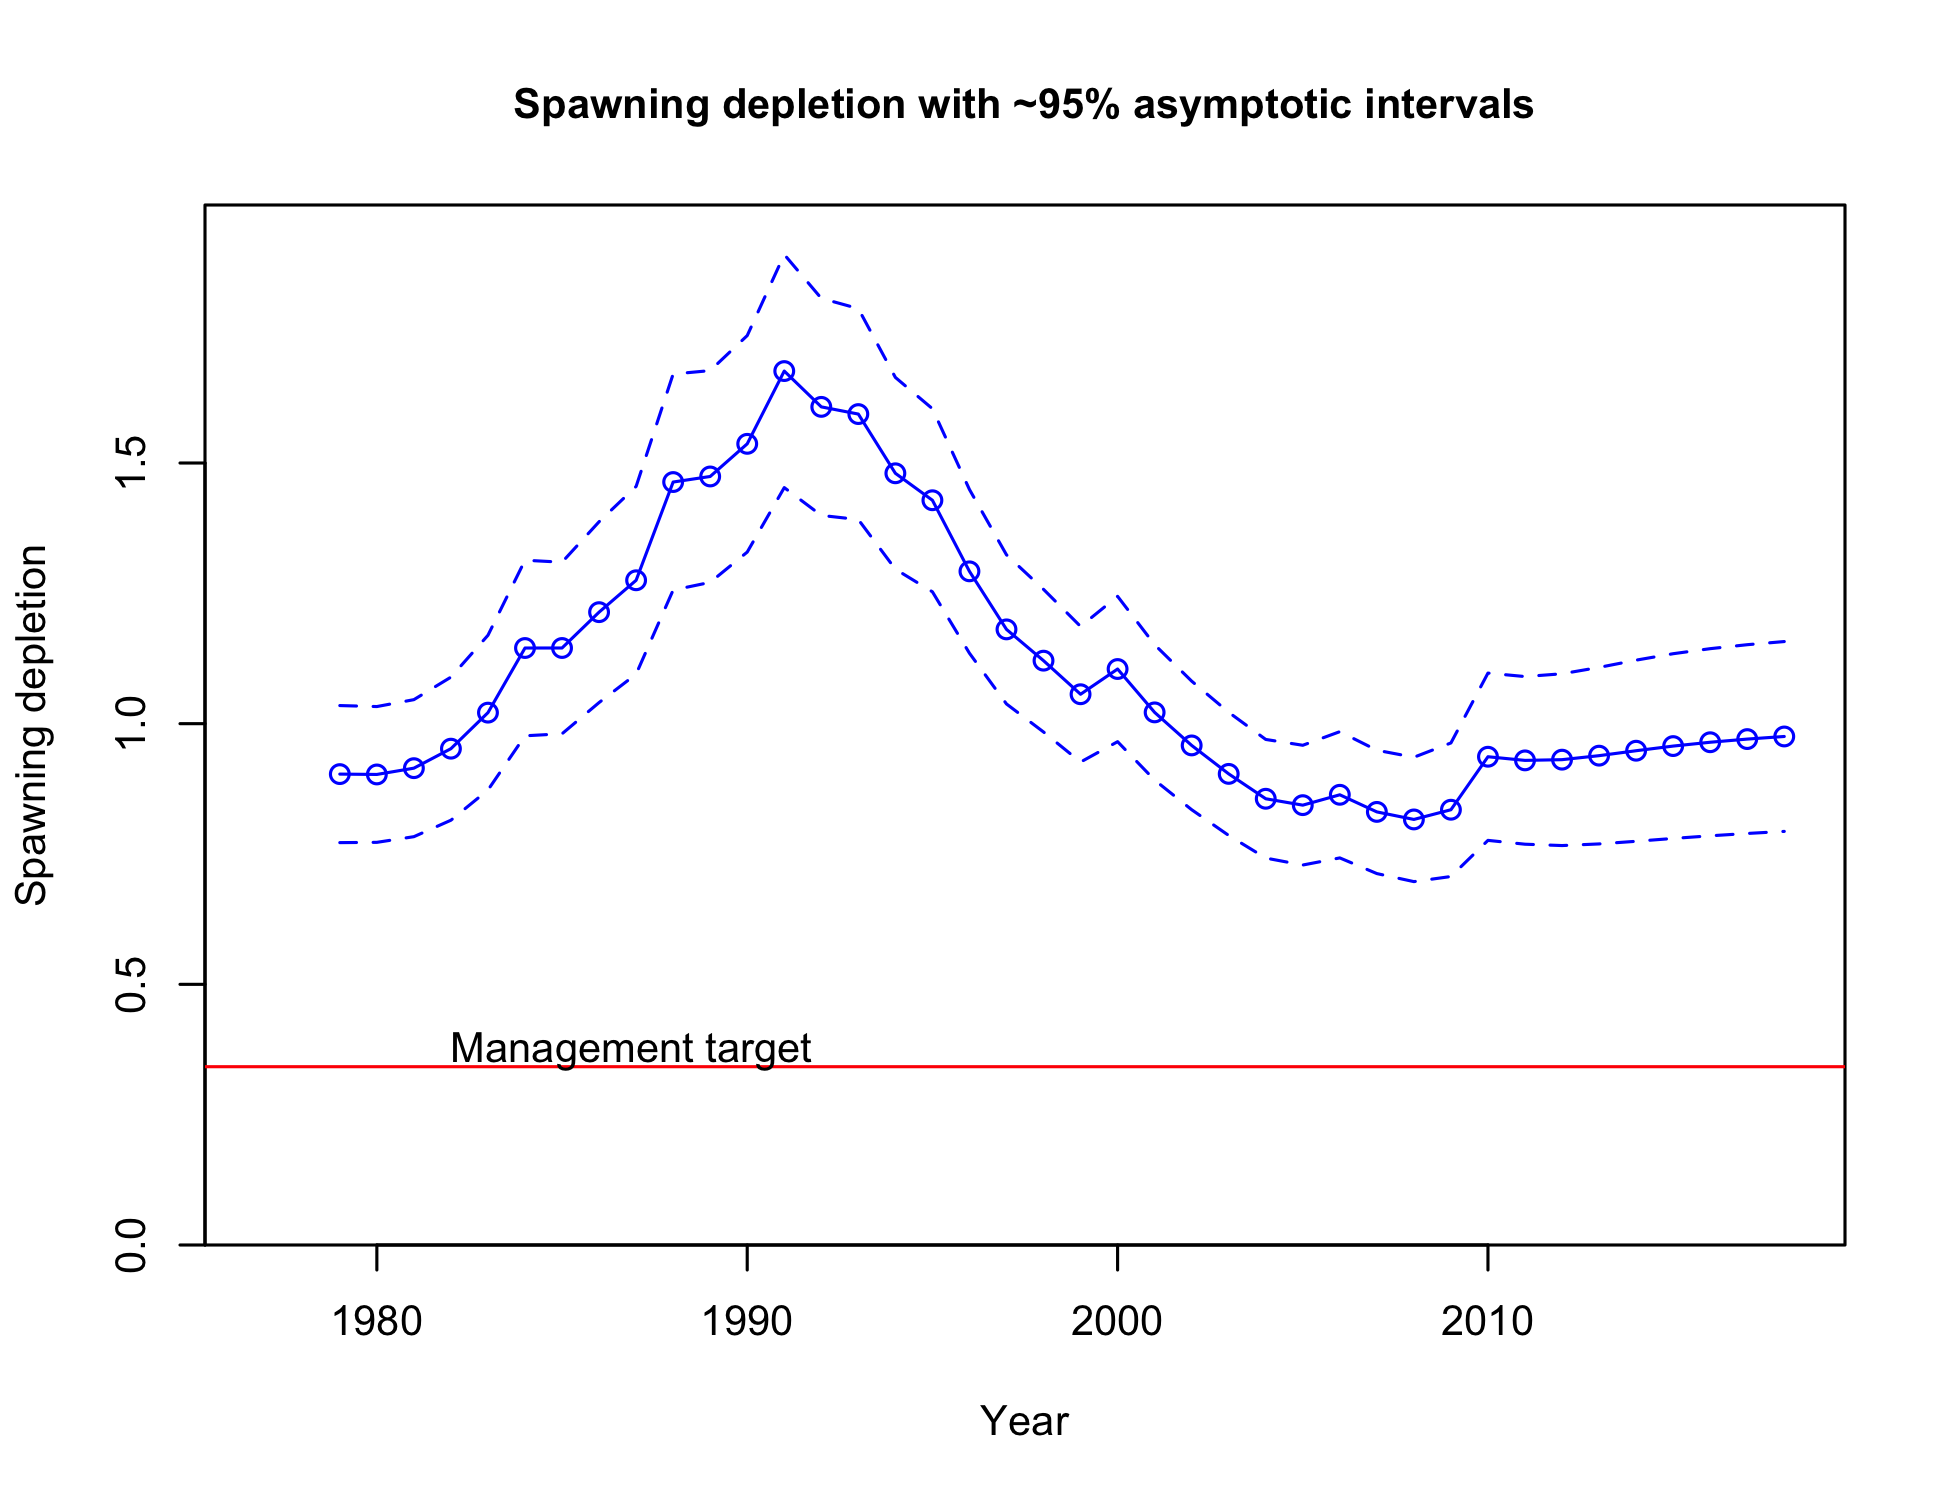 Spawning depletion with ~95% asymptotic intervals
Spawning depletion
1.5
1.0
0.5
0.0
Management target
1980
1990
2000
2010
Year